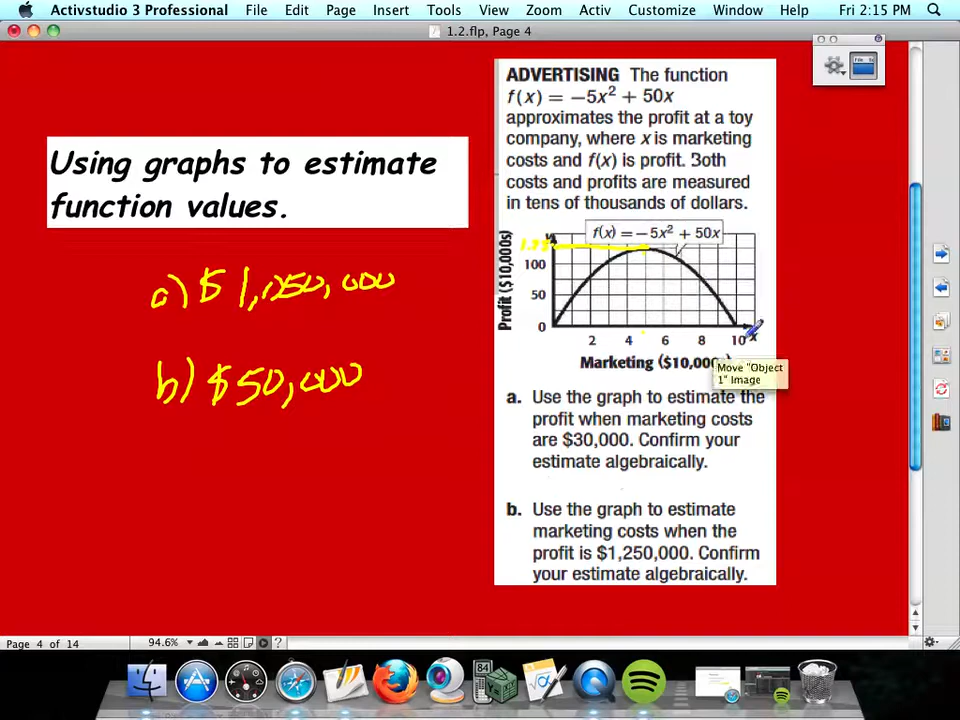 Activstudio 3 Professional File Edit Page Insert Tools View Zoom Activ Customize Window Help Fri 2:15 PM
1.2.flp, Page 4
Using graphs to estimate
function values.
a) $1,050,000
b) $50,000
ADVERTISING The function
f(x) = −5x² + 50x
approximates the profit at a toy
company, where x is marketing
costs and f(x) is profit. Both
costs and profits are measured
in tens of thousands of dollars.
f(x) = −5x² + 50x
Profit ($10,000s)
y
100
50
0
2 4 6 8 10 x
Marketing ($10,000s)
Move "Object
1" Image
a. Use the graph to estimate the
profit when marketing costs
are $30,000. Confirm your
estimate algebraically.
b. Use the graph to estimate
marketing costs when the
profit is $1,250,000. Confirm
your estimate algebraically.
Page 4 of 14
94.6%
?
84